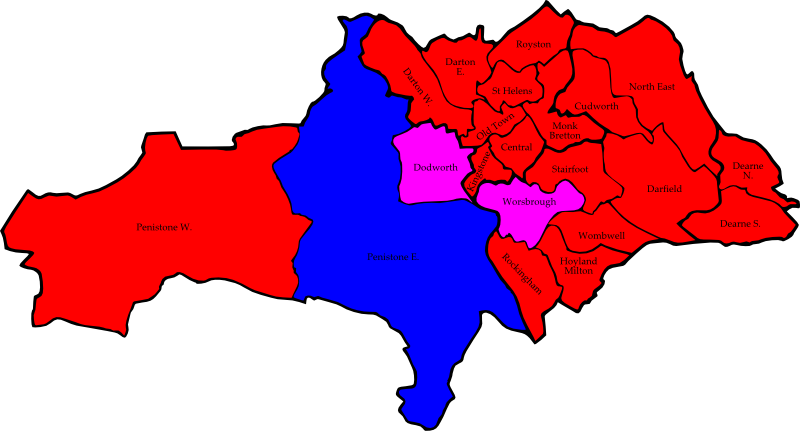 Royston
Darton
E.
Darton W.
St Helens
North East
Cudworth
Old Town
Monk
Bretton
Central
Kingstone
Dodworth
Stairfoot
Dearne
N.
Darfield
Worsbrough
Dearne S.
Penistone W.
Wombwell
Penistone E.
Rockingham
Hoyland
Milton